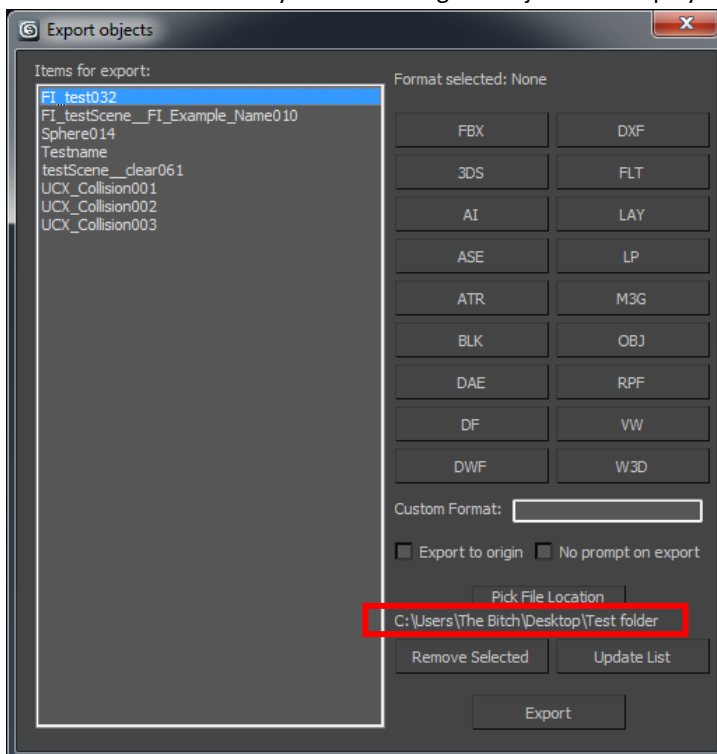 Export objects
Items for export:
FI_test032
FI_testScene__FI_Example_Name010
Sphere014
Testname
testScene__clear061
UCX_Collision001
UCX_Collision002
UCX_Collision003
Format selected: None
FBX DXF
3DS FLT
AI LAY
ASE LP
ATR M3G
BLK OBJ
DAE RPF
DF VW
DWF W3D
Custom Format:
Export to origin No prompt on export
Pick File Location
C:\Users\The Bitch\Desktop\Test folder
Remove Selected Update List
Export